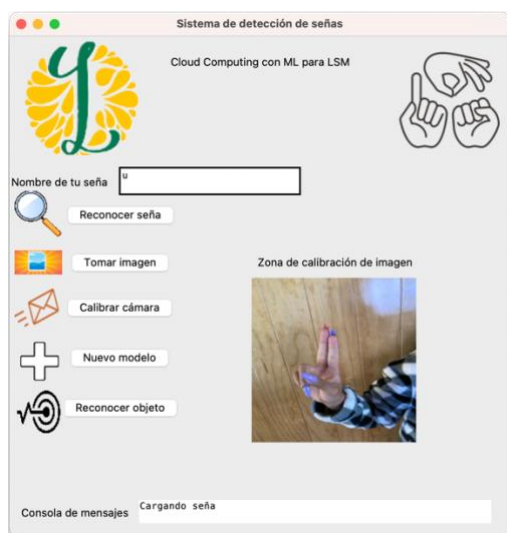 Sistema de detección de señas
Cloud Computing con ML para LSM
Nombre de tu seña
u
Reconocer seña
Tomar imagen
Zona de calibración de imagen
Calibrar cámara
Nuevo modelo
Reconocer objeto
Consola de mensajes
Cargando seña